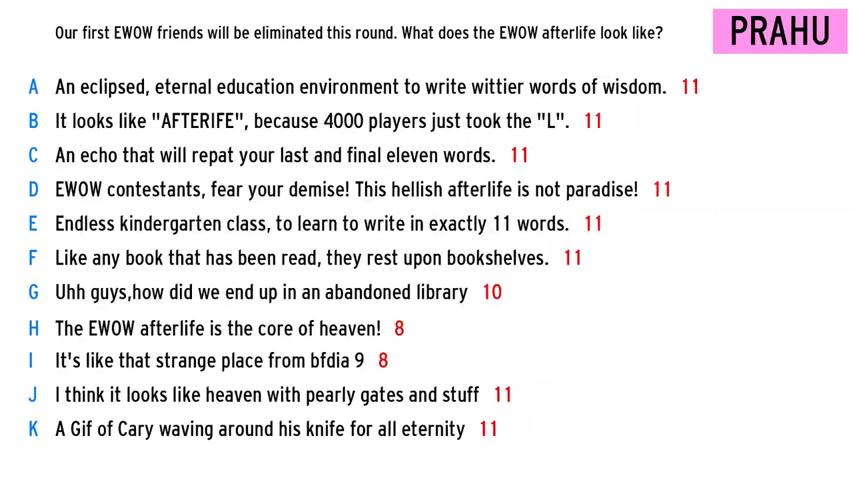 Our first EWOW friends will be eliminated this round. What does the EWOW afterlife look like?
PRAHU
A An eclipsed, eternal education environment to write wittier words of wisdom. 11
B It looks like "AFTERIFE", because 4000 players just took the "L". 11
C An echo that will repat your last and final eleven words. 11
D EWOW contestants, fear your demise! This hellish afterlife is not paradise! 11
E Endless kindergarten class, to learn to write in exactly 11 words. 11
F Like any book that has been read, they rest upon bookshelves. 11
G Uhh guys,how did we end up in an abandoned library 10
H The EWOW afterlife is the core of heaven! 8
I It's like that strange place from bfdia 9 8
J I think it looks like heaven with pearly gates and stuff 11
K A Gif of Cary waving around his knife for all eternity 11